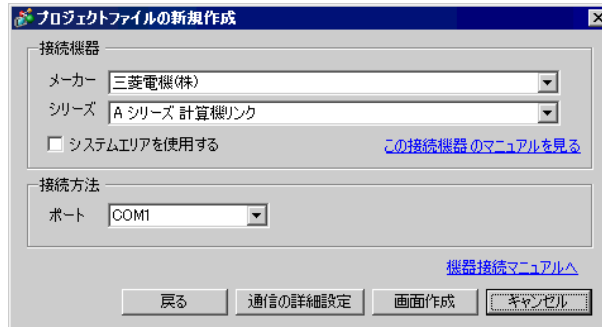 プロジェクトファイルの新規作成
接続機器
メーカー 三菱電機(株)
シリーズ A シリーズ 計算機リンク
システムエリアを使用する この接続機器のマニュアルを見る
接続方法
ポート COM1
機器接続マニュアルへ
戻る 通信の詳細設定 画面作成 キャンセル